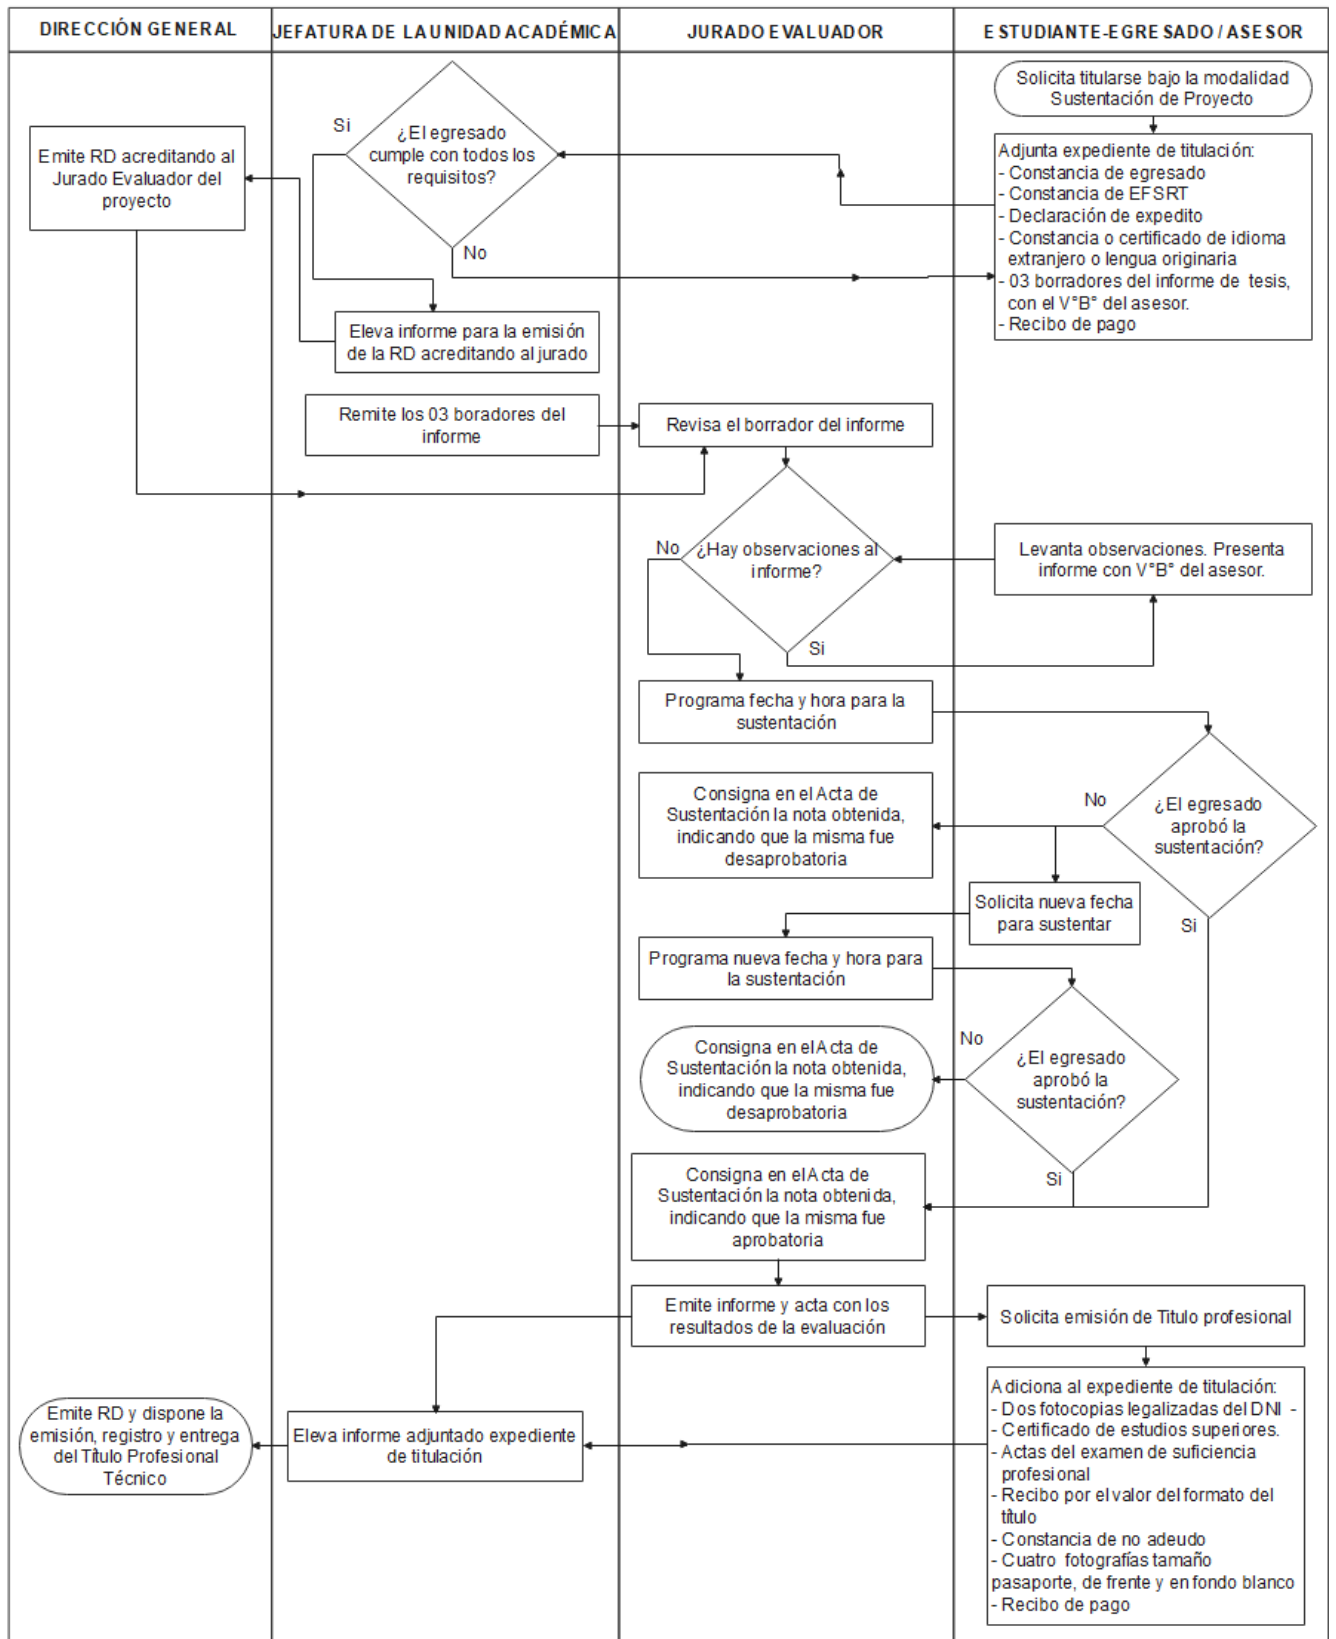 DIRECCIÓN GENERAL
JEFATURA DE LA UNIDAD ACADÉMICA
JURADO EVALUADOR
ESTUDIANTE-EGRESADO / ASESOR
Solicita titularse bajo la modalidad
Sustentación de Proyecto
Si
¿El egresado
cumple con todos los
requisitos?
No
Emite RD acreditando al
Jurado Evaluador del
proyecto
Adjunta expediente de titulación:
- Constancia de egresado
- Constancia de EFSRT
- Declaración de expedito
- Constancia o certificado de idioma
extranjero o lengua originaria
- 03 borradores del informe de tesis,
con el V°B° del asesor.
- Recibo de pago
Eleva informe para la emisión
de la RD acreditando al jurado
Remite los 03 boradores del
informe
Revisa el borrador del informe
No
¿Hay observaciones al
informe?
Si
Levanta observaciones. Presenta
informe con V°B° del asesor.
Programa fecha y hora para la
sustentación
No
¿El egresado
aprobó la
sustentación?
Si
Consigna en el Acta de
Sustentación la nota obtenida,
indicando que la misma fue
desaprobatoria
Solicita nueva fecha
para sustentar
Programa nueva fecha y hora para
la sustentación
No
¿El egresado
aprobó la
sustentación?
Si
Consigna en el Acta de
Sustentación la nota obtenida,
indicando que la misma fue
desaprobatoria
Consigna en el Acta de
Sustentación la nota obtenida,
indicando que la misma fue
aprobatoria
Emite informe y acta con los
resultados de la evaluación
Solicita emisión de Titulo profesional
Adiciona al expediente de titulación:
- Dos fotocopias legalizadas del DNI -
- Certificado de estudios superiores.
- Actas del examen de suficiencia
profesional
- Recibo por el valor del formato del
título
- Constancia de no adeudo
- Cuatro fotografías tamaño
pasaporte, de frente y en fondo blanco
- Recibo de pago
Eleva informe adjuntado expediente
de titulación
Emite RD y dispone la
emisión, registro y entrega
del Título Profesional
Técnico